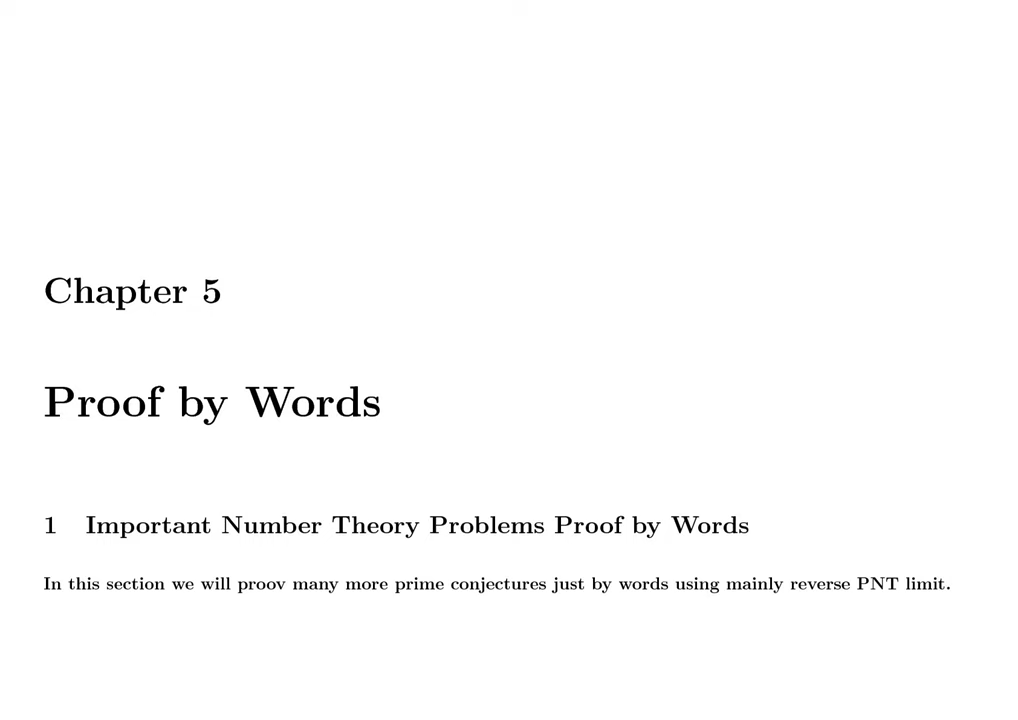 Chapter 5
Proof by Words
1 Important Number Theory Problems Proof by Words
In this section we will proov many more prime conjectures just by words using mainly reverse PNT limit.